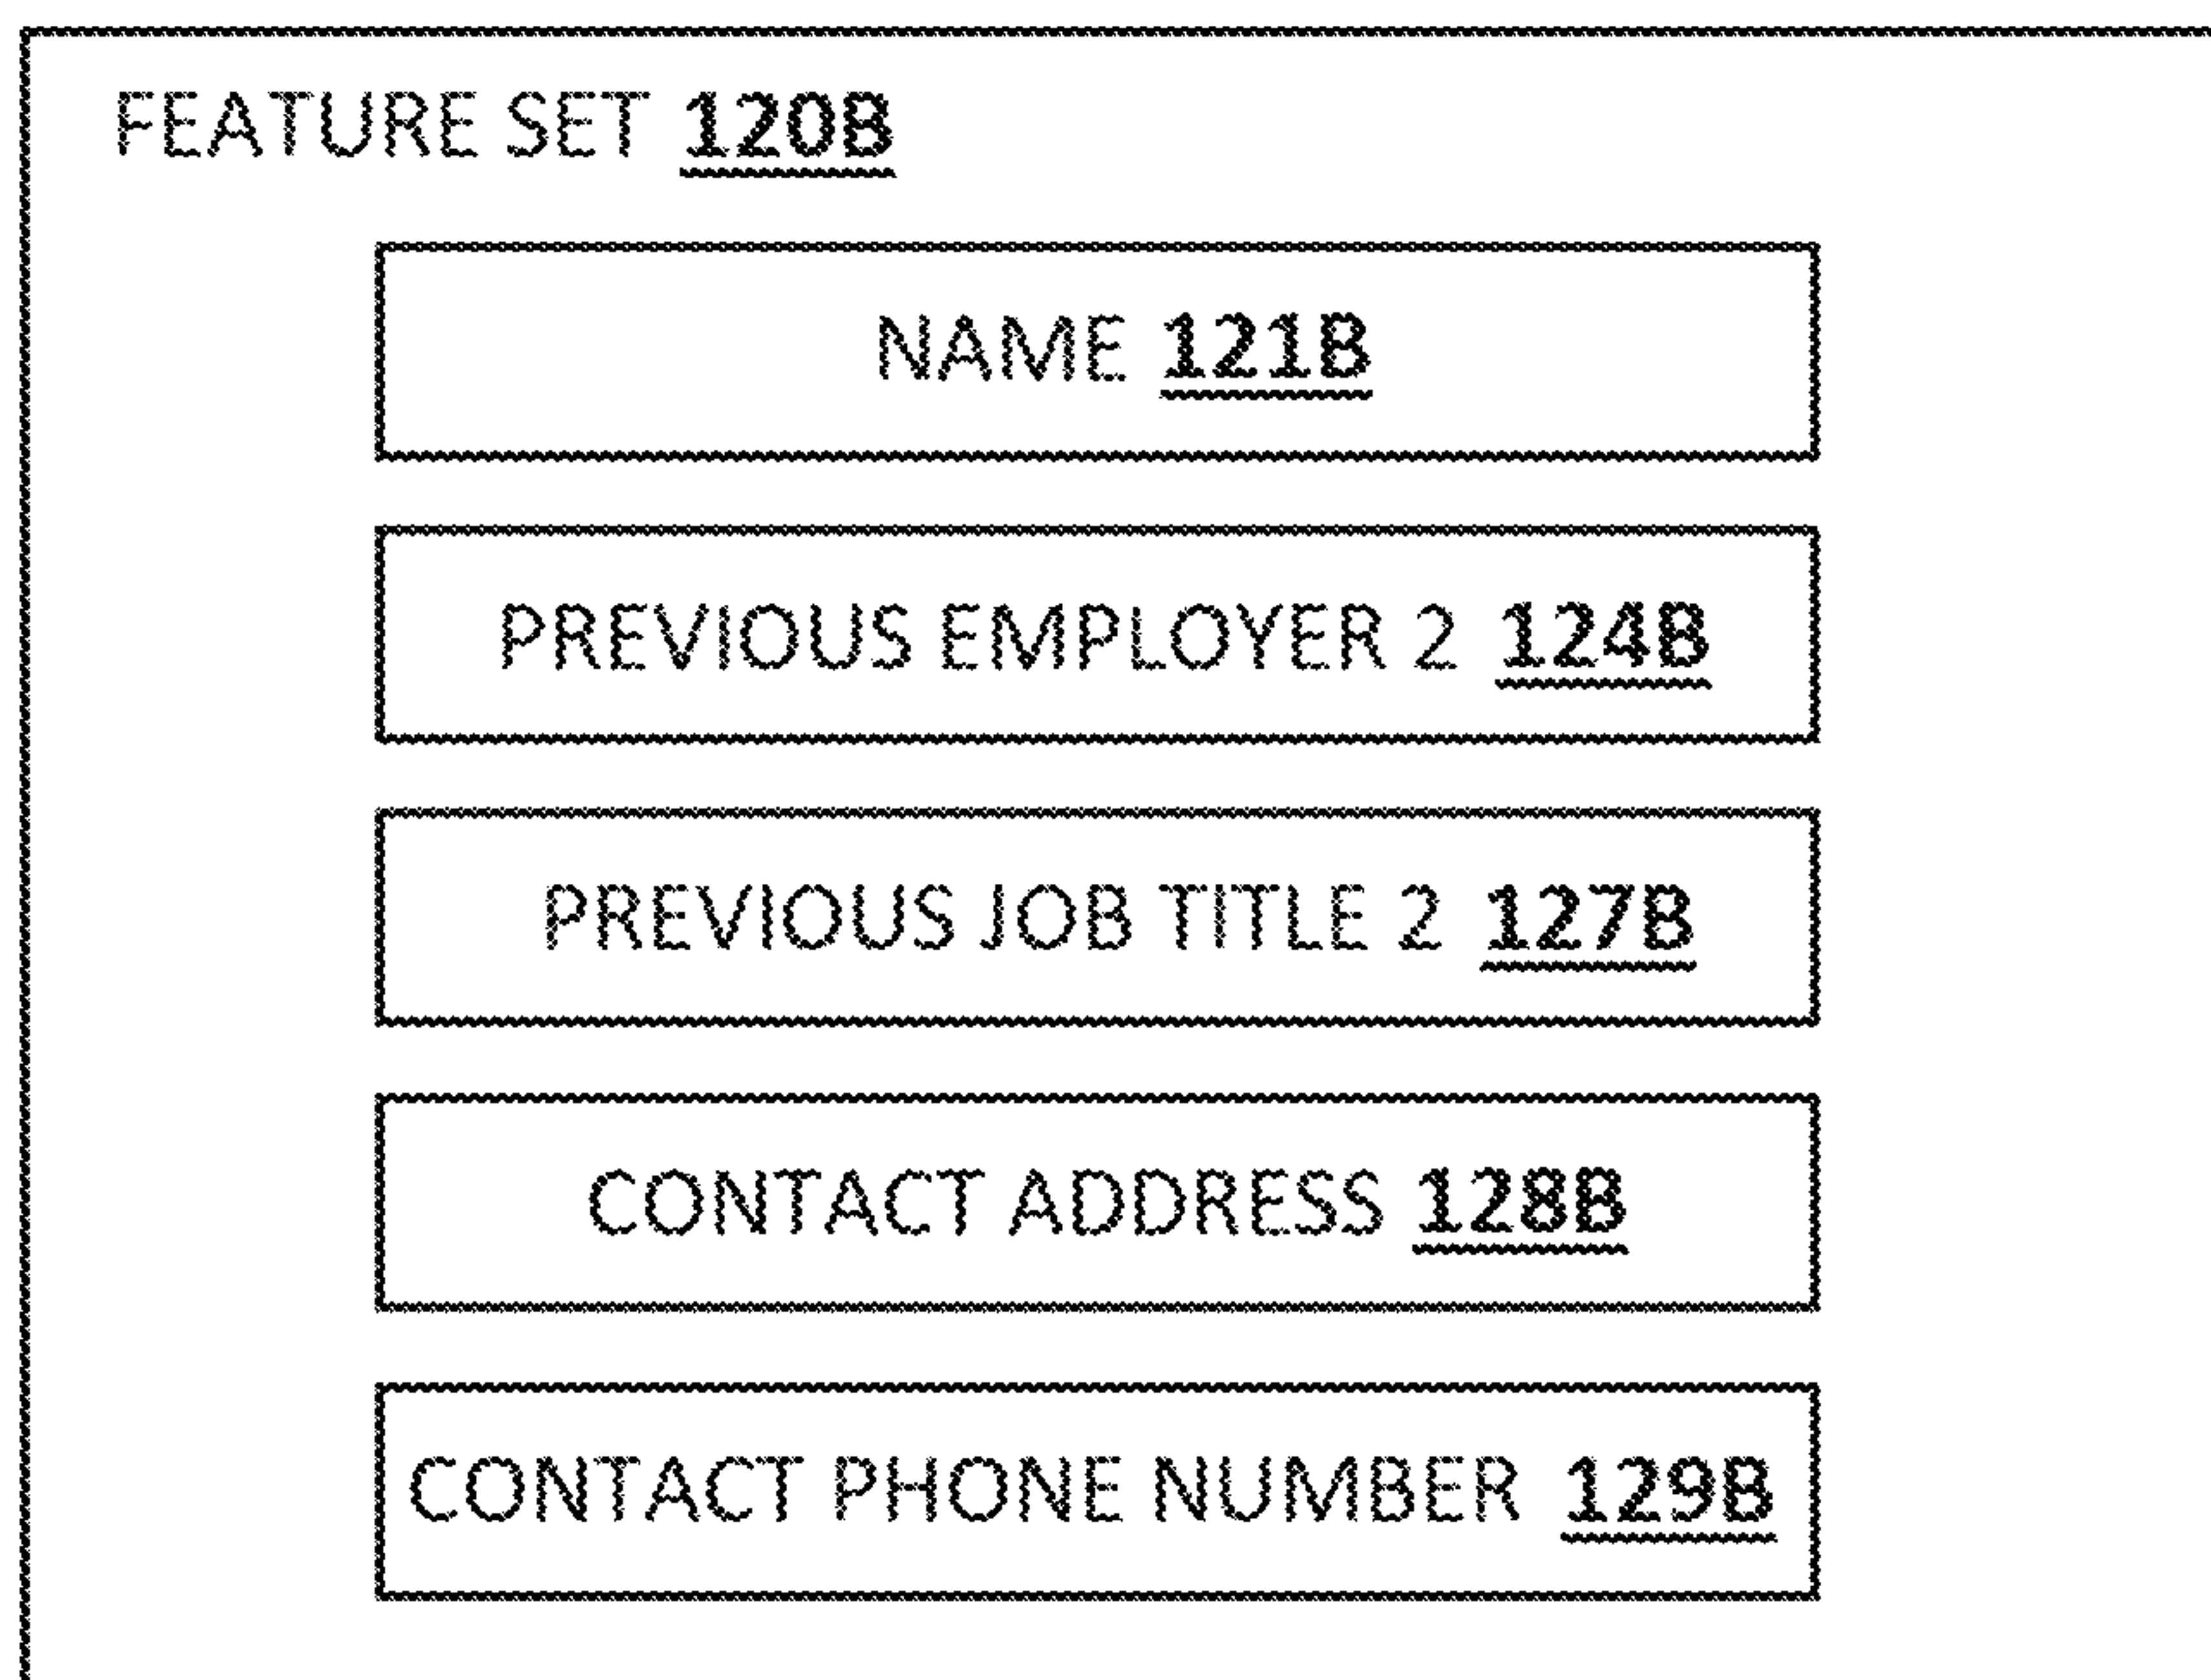 FEATURE SET 120B
NAME 121B
PREVIOUS EMPLOYER 2 124B
PREVIOUS JOB TITLE 2 127B
CONTACT ADDRESS 128B
CONTACT PHONE NUMBER 129B